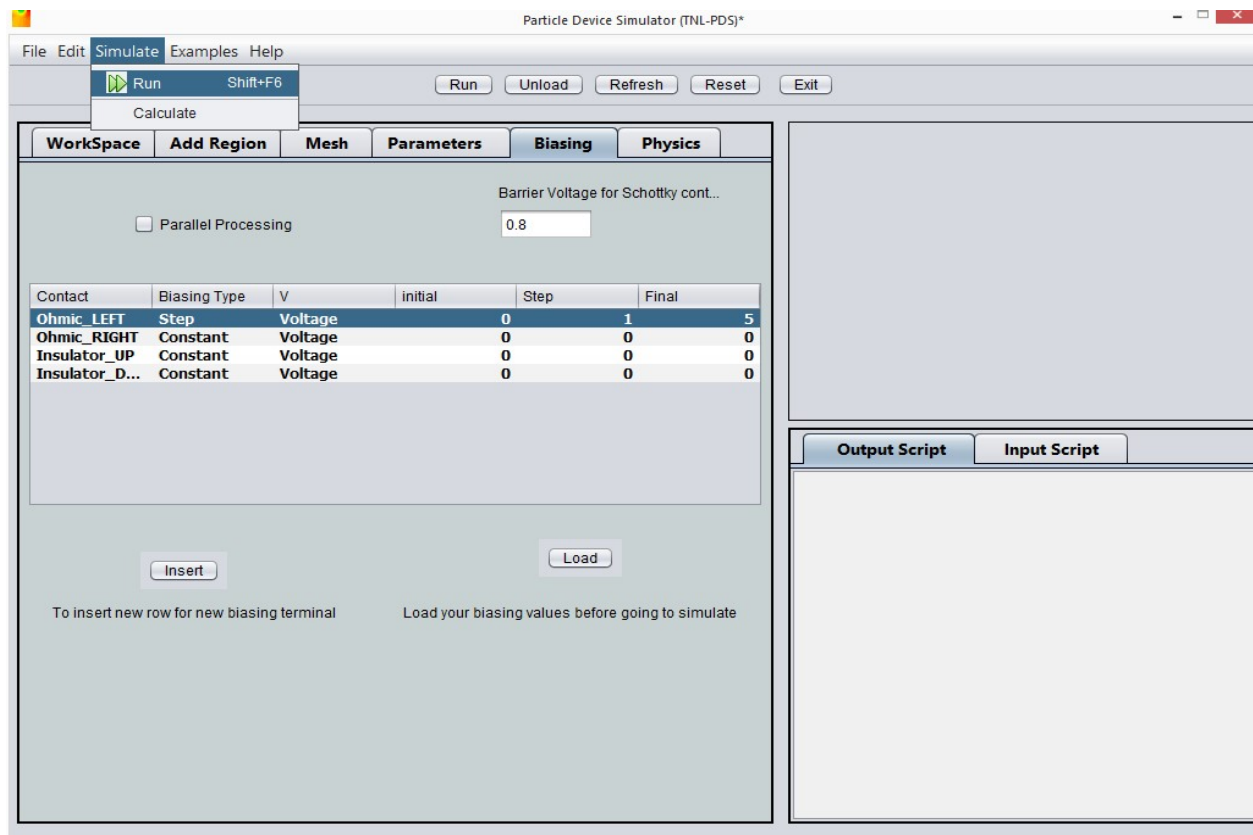 Particle Device Simulator (TNL-PDS)*
File Edit Simulate Examples Help
Run Shift+F6
Calculate
Run Unload Refresh Reset Exit
WorkSpace Add Region Mesh Parameters Biasing Physics
Barrier Voltage for Schottky cont...
Parallel Processing
0.8
Contact Biasing Type V initial Step Final
Ohmic_LEFT Step Voltage 0 1 5
Ohmic_RIGHT Constant Voltage 0 0 0
Insulator_UP Constant Voltage 0 0 0
Insulator_D... Constant Voltage 0 0 0
Insert
Load
To insert new row for new biasing terminal
Load your biasing values before going to simulate
Output Script Input Script